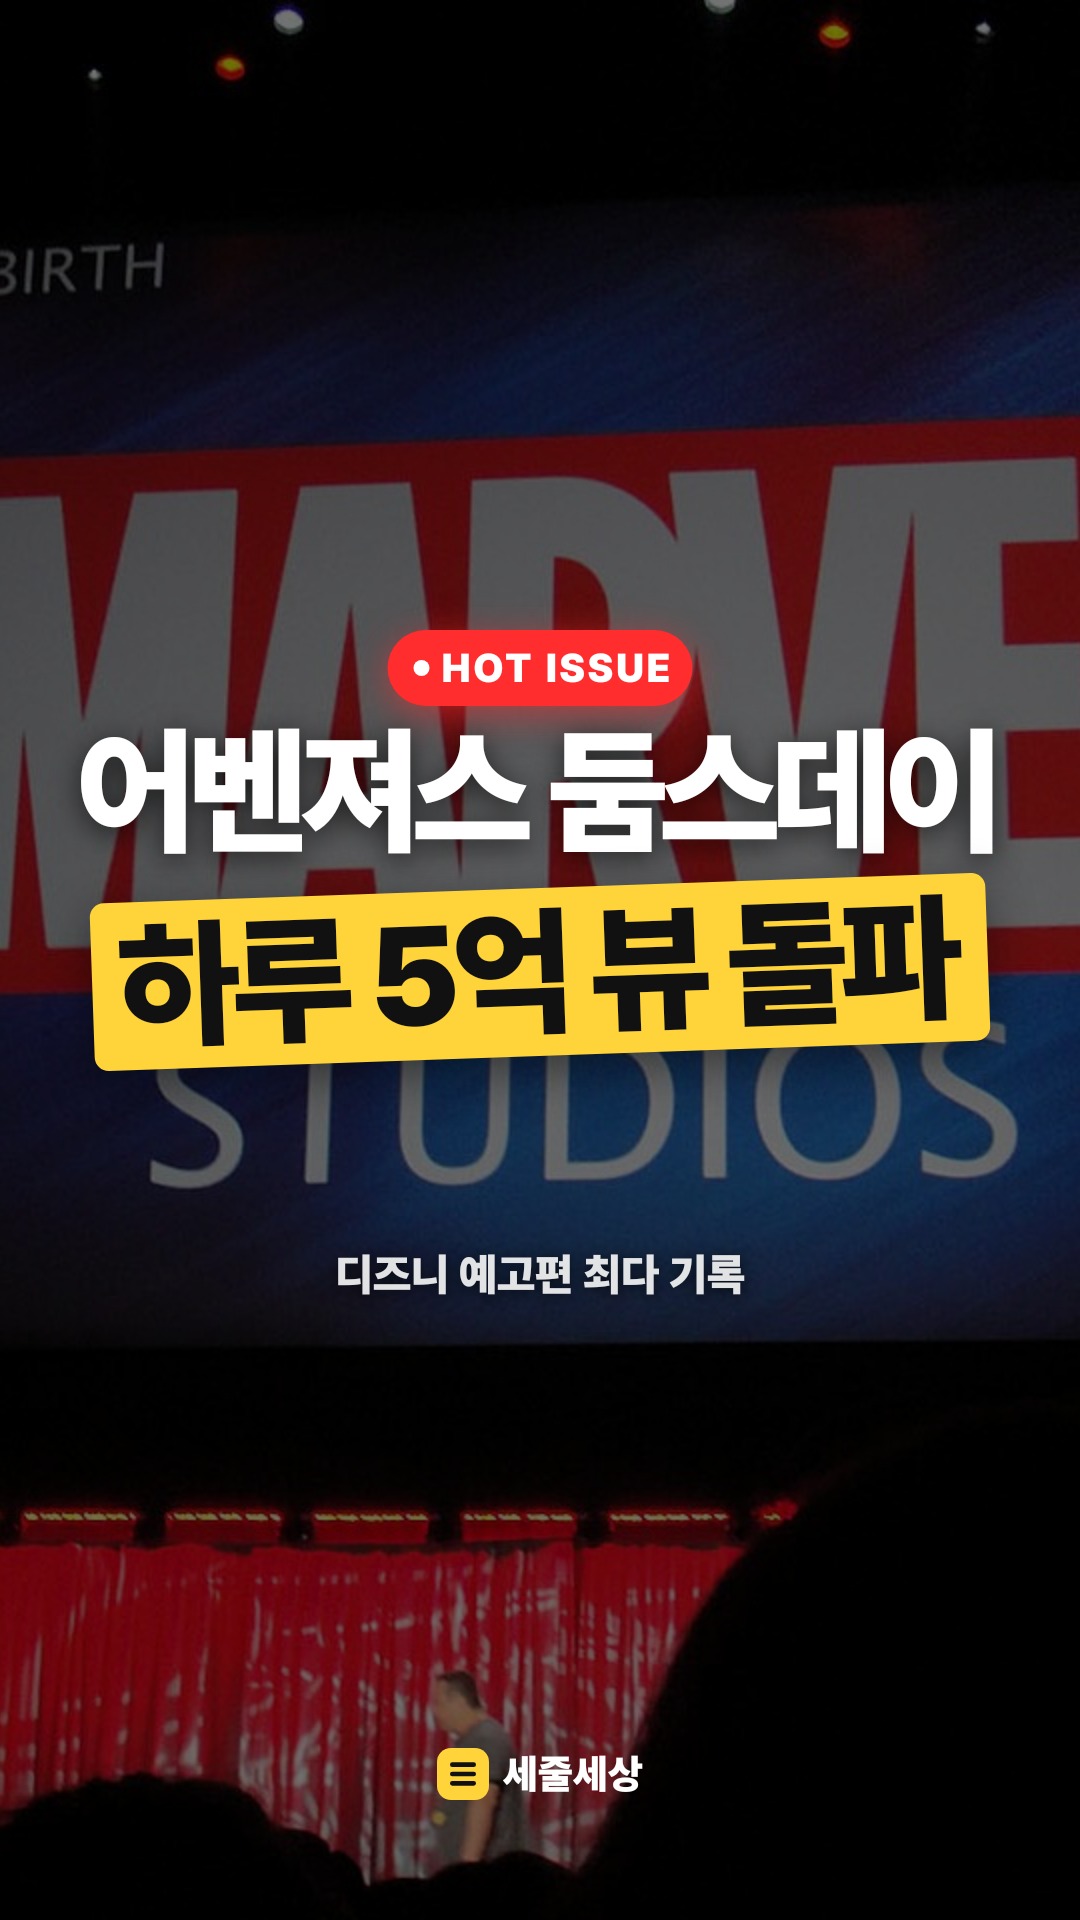 BIRTH
MARVE
• HOT ISSUE
어벤져스 둠스데이
하루 5억 뷰 돌파
STUDIOS
디즈니 예고편 최다 기록
세줄세상